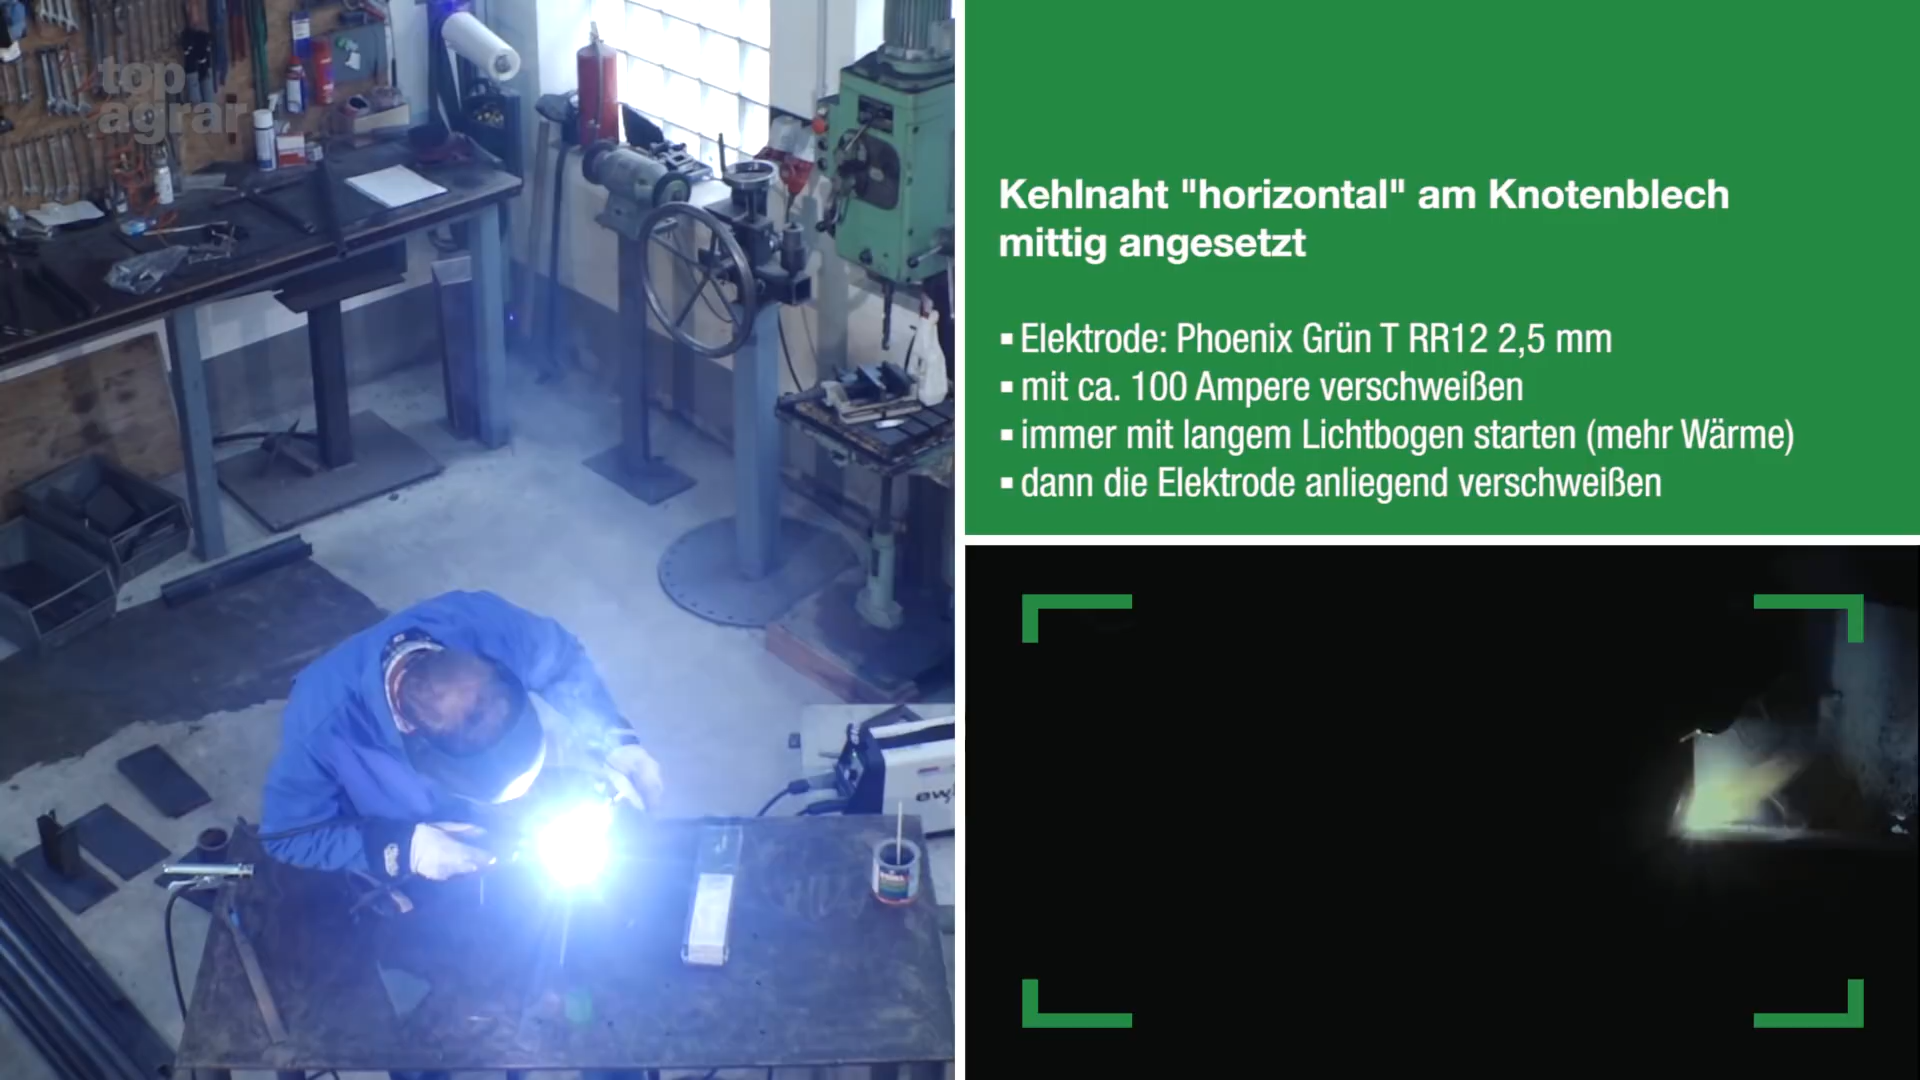 top
agrar
Kehlnaht "horizontal" am Knotenblech
mittig angesetzt
▪ Elektrode: Phoenix Grün T RR12 2,5 mm
▪ mit ca. 100 Ampere verschweißen
▪ immer mit langem Lichtbogen starten (mehr Wärme)
▪ dann die Elektrode anliegend verschweißen
ew